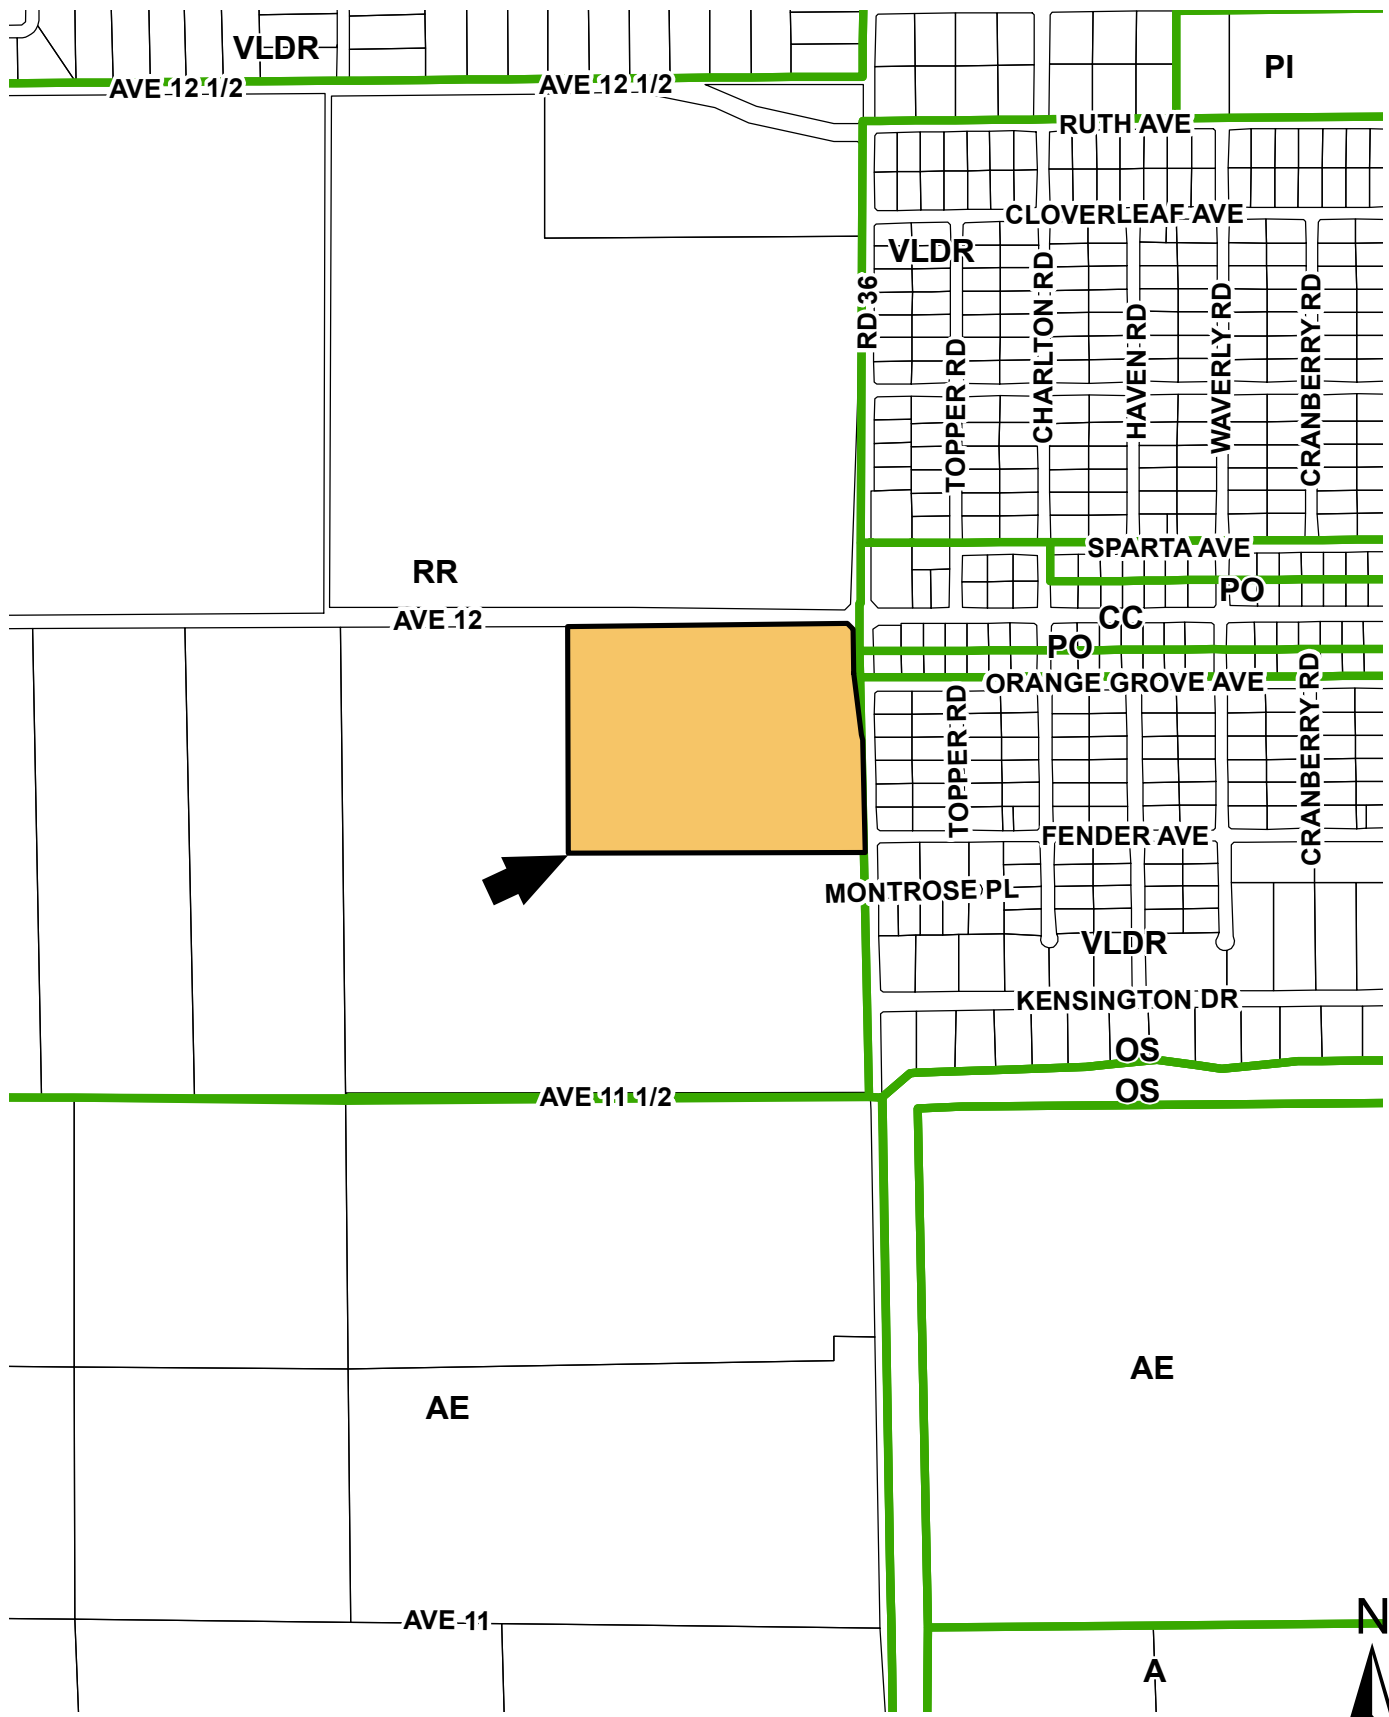 VLDR
PI
AVE 12 1/2
AVE 12 1/2
RUTH AVE
CLOVERLEAF AVE
VLDR
RD 36
TOPPER RD
CHARLTON RD
HAVEN RD
WAVERLY RD
CRANBERRY RD
SPARTA AVE
RR
PO
CC
AVE 12
PO
ORANGE GROVE AVE
TOPPER RD
CRANBERRY RD
FENDER AVE
MONTROSE PL
VLDR
KENSINGTON DR
OS
OS
AVE 11 1/2
AE
AE
AVE 11
N
A